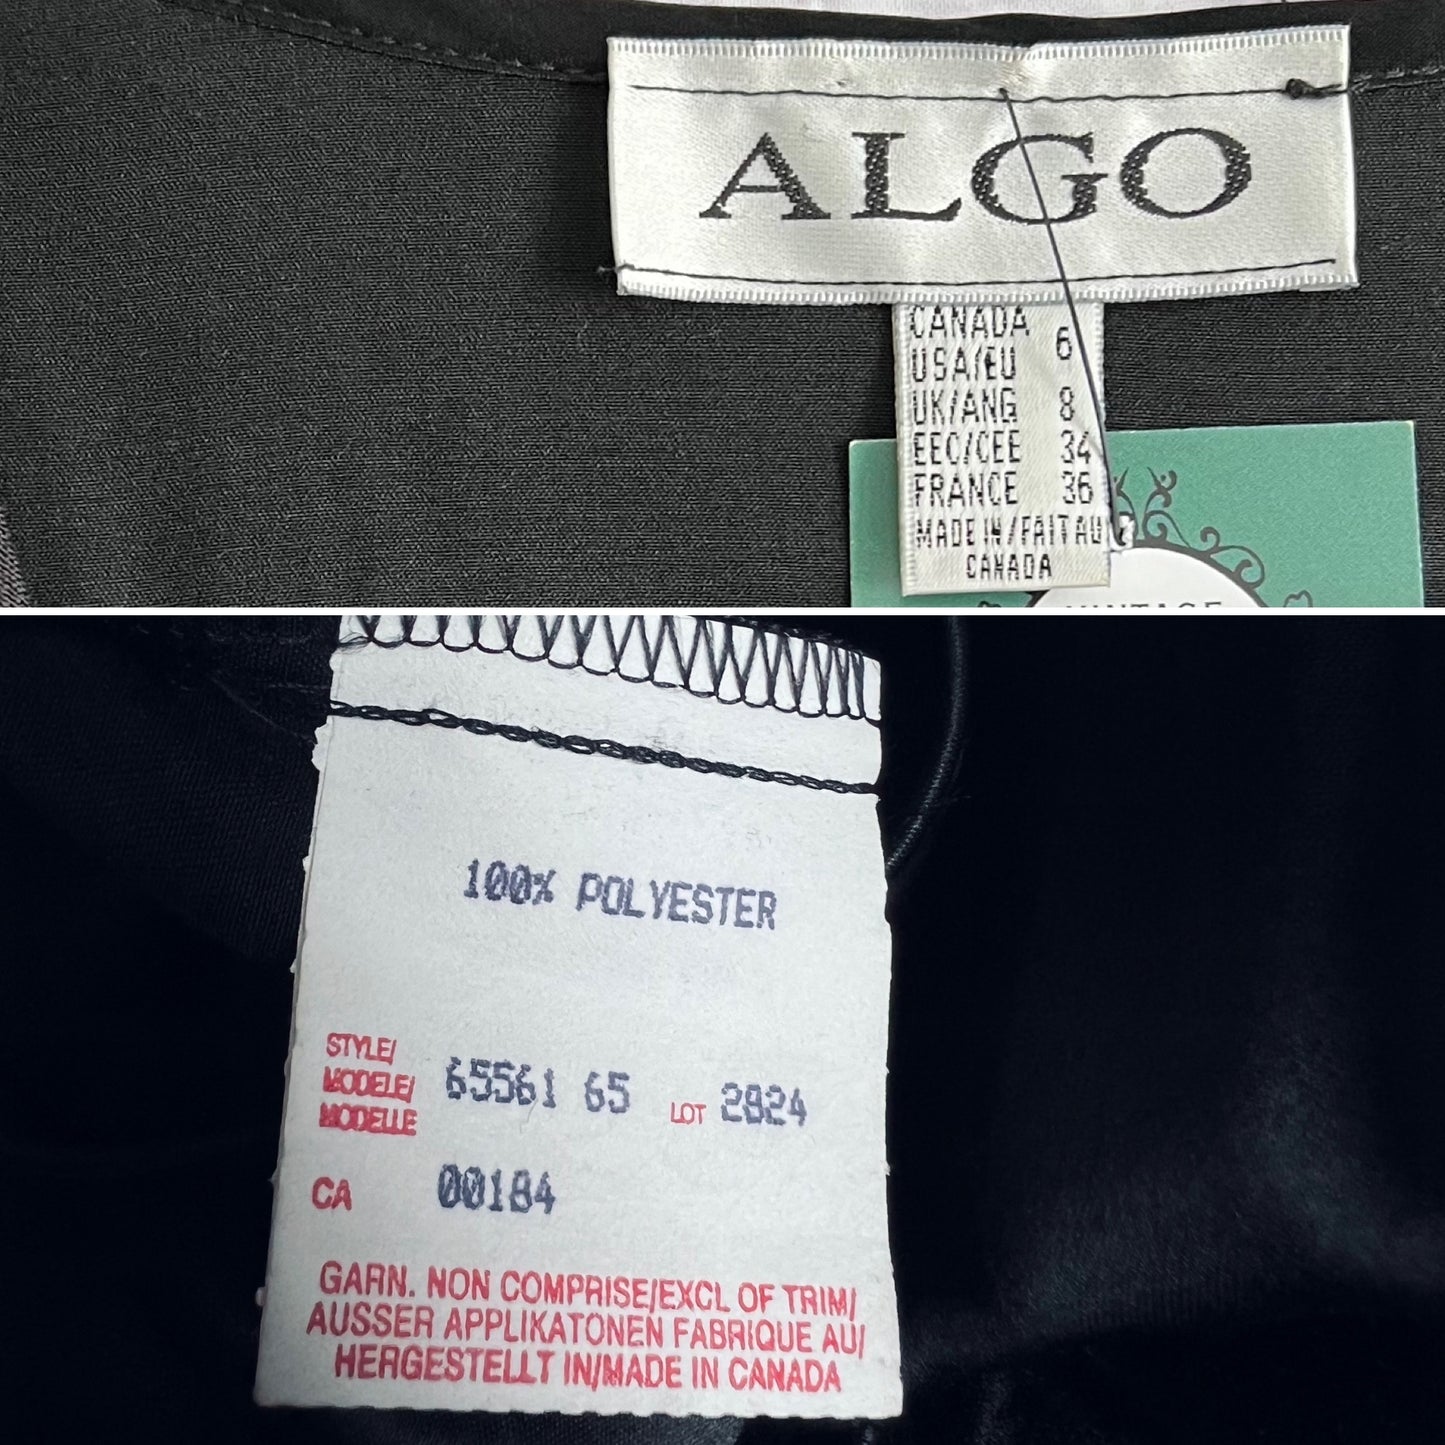 ALGO
CANADA
USA/EU 6
UK/ANG 8
EEC/CEE 34
FRANCE 36
MADE IN/FAIT AU
CANADA
VINTAGE
100% POLYESTER
STYLE/
MODELE/ 65561 65 LOT 2824
MODELLE
CA 00184
GARN. NON COMPRISE/EXCL OF TRIM/
AUSSER APPLIKATONEN FABRIQUE AU/
HERGESTELLT IN/MADE IN CANADA